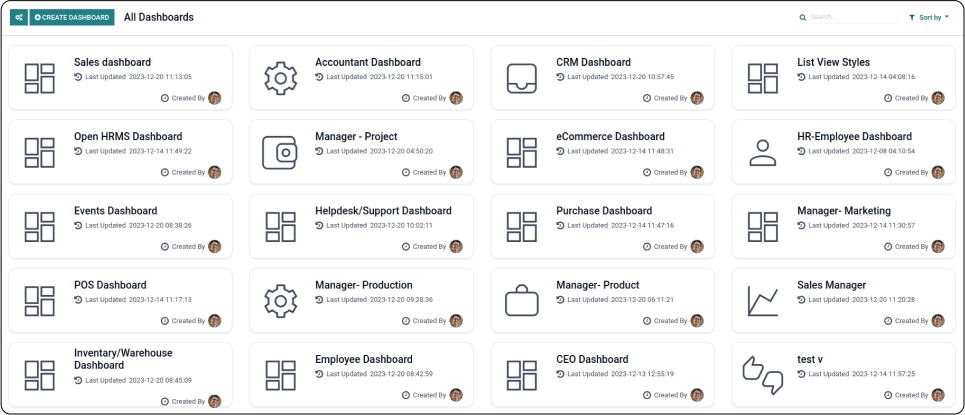 CREATE DASHBOARD All Dashboards Search... Sort by
Sales dashboard
Last Updated 2023-12-20 11:13:05
Created By
Accountant Dashboard
Last Updated 2023-12-20 11:15:01
Created By
CRM Dashboard
Last Updated 2023-12-20 10:57:45
Created By
List View Styles
Last Updated 2023-12-14 04:08:16
Created By
Open HRMS Dashboard
Last Updated 2023-12-14 11:49:22
Created By
Manager - Project
Last Updated 2023-12-20 04:50:20
Created By
eCommerce Dashboard
Last Updated 2023-12-14 11:48:31
Created By
HR-Employee Dashboard
Last Updated 2023-12-08 04:10:54
Created By
Events Dashboard
Last Updated 2023-12-20 08:38:26
Created By
Helpdesk/Support Dashboard
Last Updated 2023-12-20 10:02:11
Created By
Purchase Dashboard
Last Updated 2023-12-14 11:47:16
Created By
Manager- Marketing
Last Updated 2023-12-14 11:30:57
Created By
POS Dashboard
Last Updated 2023-12-14 11:17:13
Created By
Manager- Production
Last Updated 2023-12-20 09:28:36
Created By
Manager- Product
Last Updated 2023-12-20 06:11:21
Created By
Sales Manager
Last Updated 2023-12-20 11:20:28
Created By
Inventory/Warehouse
Dashboard
Last Updated 2023-12-20 08:45:09
Created By
Employee Dashboard
Last Updated 2023-12-20 08:42:59
Created By
CEO Dashboard
Last Updated 2023-12-13 12:55:19
Created By
test v
Last Updated 2023-12-14 11:57:25
Created By